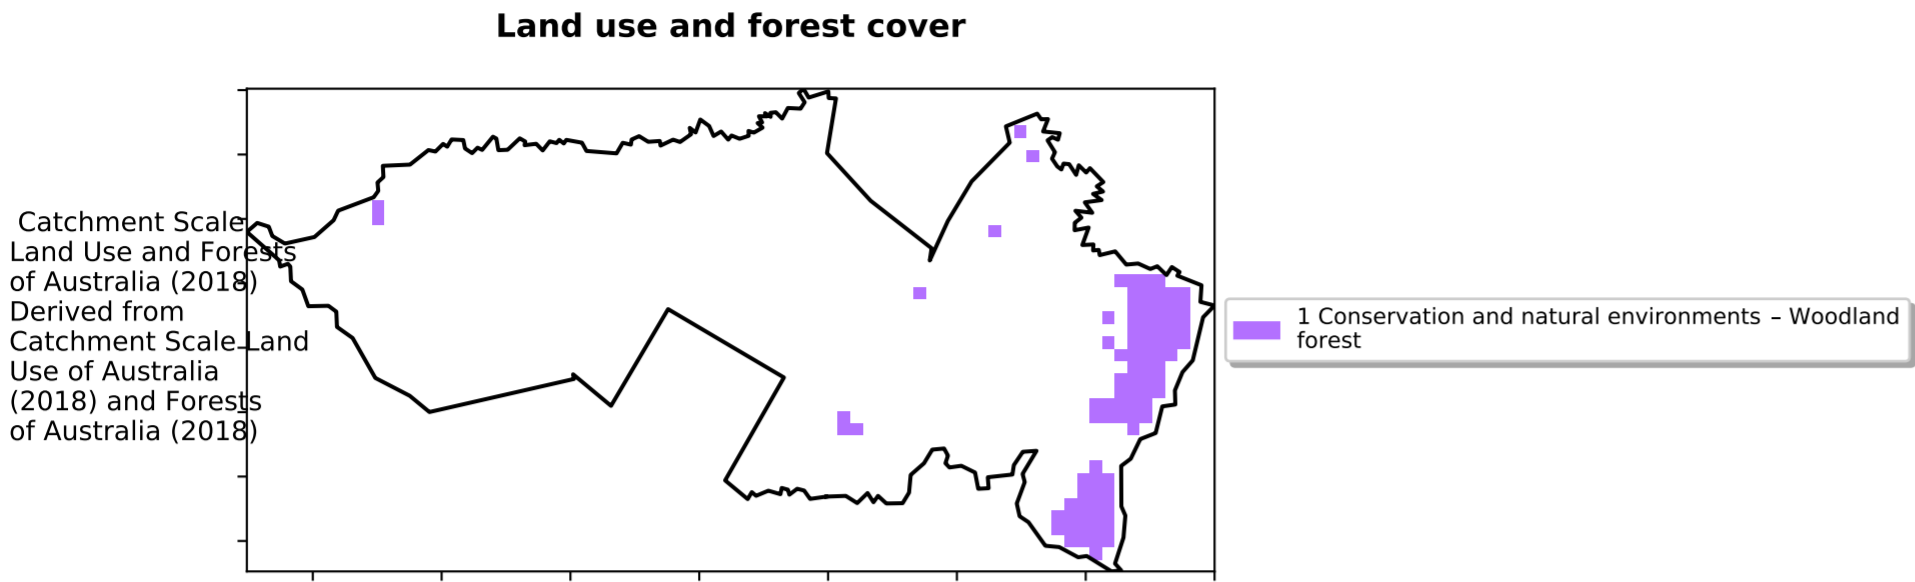 Land use and forest cover
Catchment Scale
Land Use and Forests
of Australia (2018)
Derived from
Catchment Scale Land
Use of Australia
(2018) and Forests
of Australia (2018)
1 Conservation and natural environments – Woodland
forest